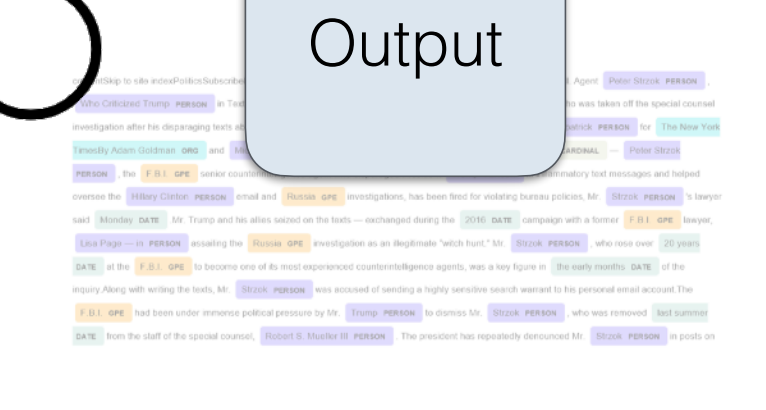 Output
Skip to site indexPoliticsSubscribe Agent Peter Strzok PERSON ,
Who Criticized Trump PERSON in Text who was taken off the special counsel
investigation after his disparaging texts PERSON for The New York
TimesBy Adam Goldman ORG and CARDINAL — Peter Strzok
PERSON , the F.B.I. GPE senior text messages and helped
oversee the Hillary Clinton PERSON email and Russia GPE investigations, has been fired for violating bureau policies, Mr. Strzok PERSON 's lawyer
said Monday DATE Mr. Trump and his allies seized on the texts — exchanged during the 2016 DATE campaign with a former F.B.I. GPE lawyer,
Lisa Page — in PERSON assailing the Russia GPE investigation as an illegitimate "witch hunt." Mr. Strzok PERSON , who rose over 20 years
DATE at the F.B.I. GPE to become one of its most experienced counterintelligence agents, was a key figure in the early months DATE of the
inquiry.Along with writing the texts, Mr. Strzok PERSON was accused of sending a highly sensitive search warrant to his personal email account.The
F.B.I. GPE had been under immense political pressure by Mr. Trump PERSON to dismiss Mr. Strzok PERSON , who was removed last summer
DATE from the staff of the special counsel, Robert S. Mueller III PERSON . The president has repeatedly denounced Mr. Strzok PERSON in posts on